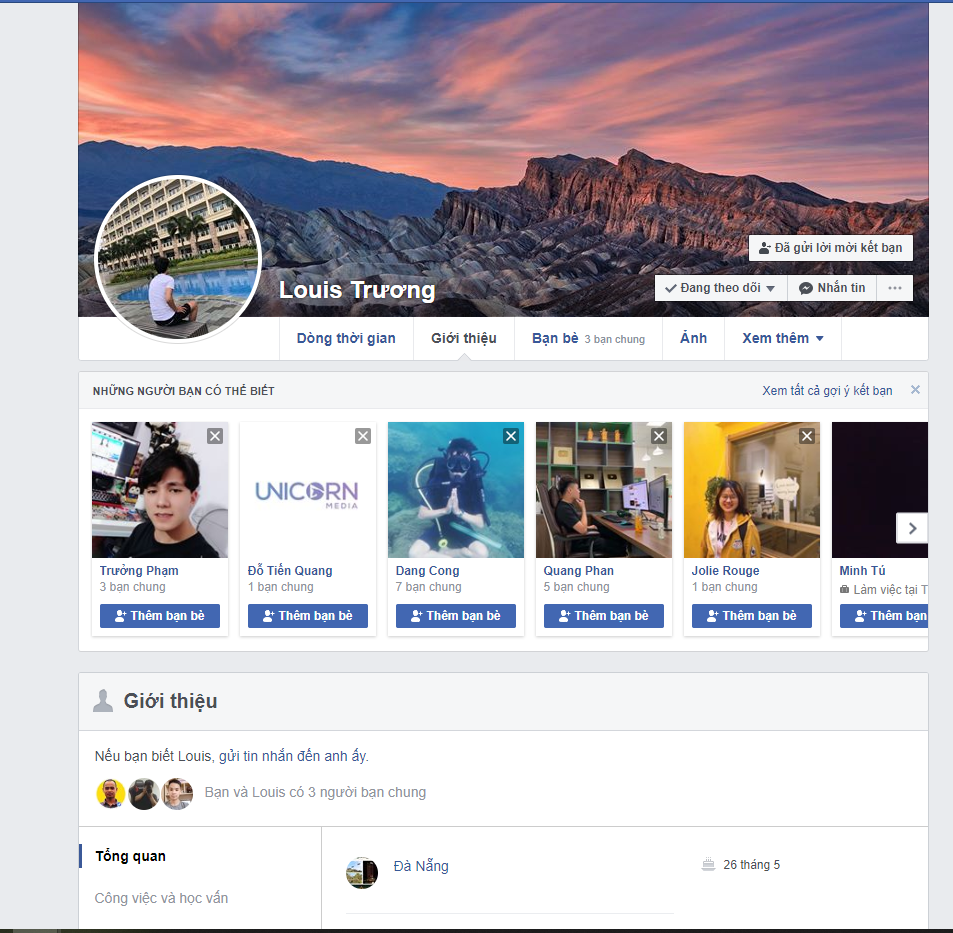 Đã gửi lời mời kết bạn
Louis Trương
Đang theo dõi
Nhắn tin
Dòng thời gian
Giới thiệu
Bạn bè 3 bạn chung
Ảnh
Xem thêm
NHỮNG NGƯỜI BẠN CÓ THỂ BIẾT
Xem tất cả gợi ý kết bạn
UNICORN
MEDIA
Trưởng Phạm
3 bạn chung
Thêm bạn bè
Đỗ Tiến Quang
1 bạn chung
Thêm bạn bè
Dang Cong
7 bạn chung
Thêm bạn bè
Quang Phan
5 bạn chung
Thêm bạn bè
Jolie Rouge
1 bạn chung
Thêm bạn bè
Minh Tú
Làm việc tại T
Thêm bạn
Giới thiệu
Nếu bạn biết Louis, gửi tin nhắn đến anh ấy.
Bạn và Louis có 3 người bạn chung
Tổng quan
Công việc và học vấn
Đà Nẵng
26 tháng 5